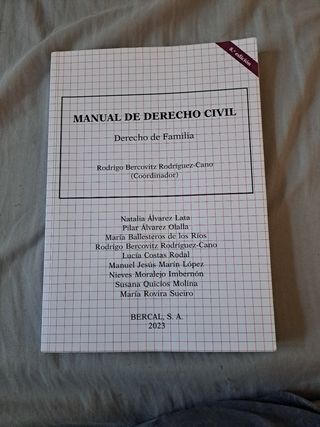 6.ª edición
MANUAL DE DERECHO CIVIL
Derecho de Familia
Rodrigo Bercovitz Rodríguez-Cano
(Coordinador)
Natalia Álvarez Lata
Pilar Álvarez Olalla
María Ballesteros de los Ríos
Rodrigo Bercovitz Rodríguez-Cano
Lucía Costas Rodal
Manuel Jesús Marín López
Nieves Moralejo Imbernón
Susana Quicios Molina
María Rovira Sueiro
BERCAL, S. A.
2023